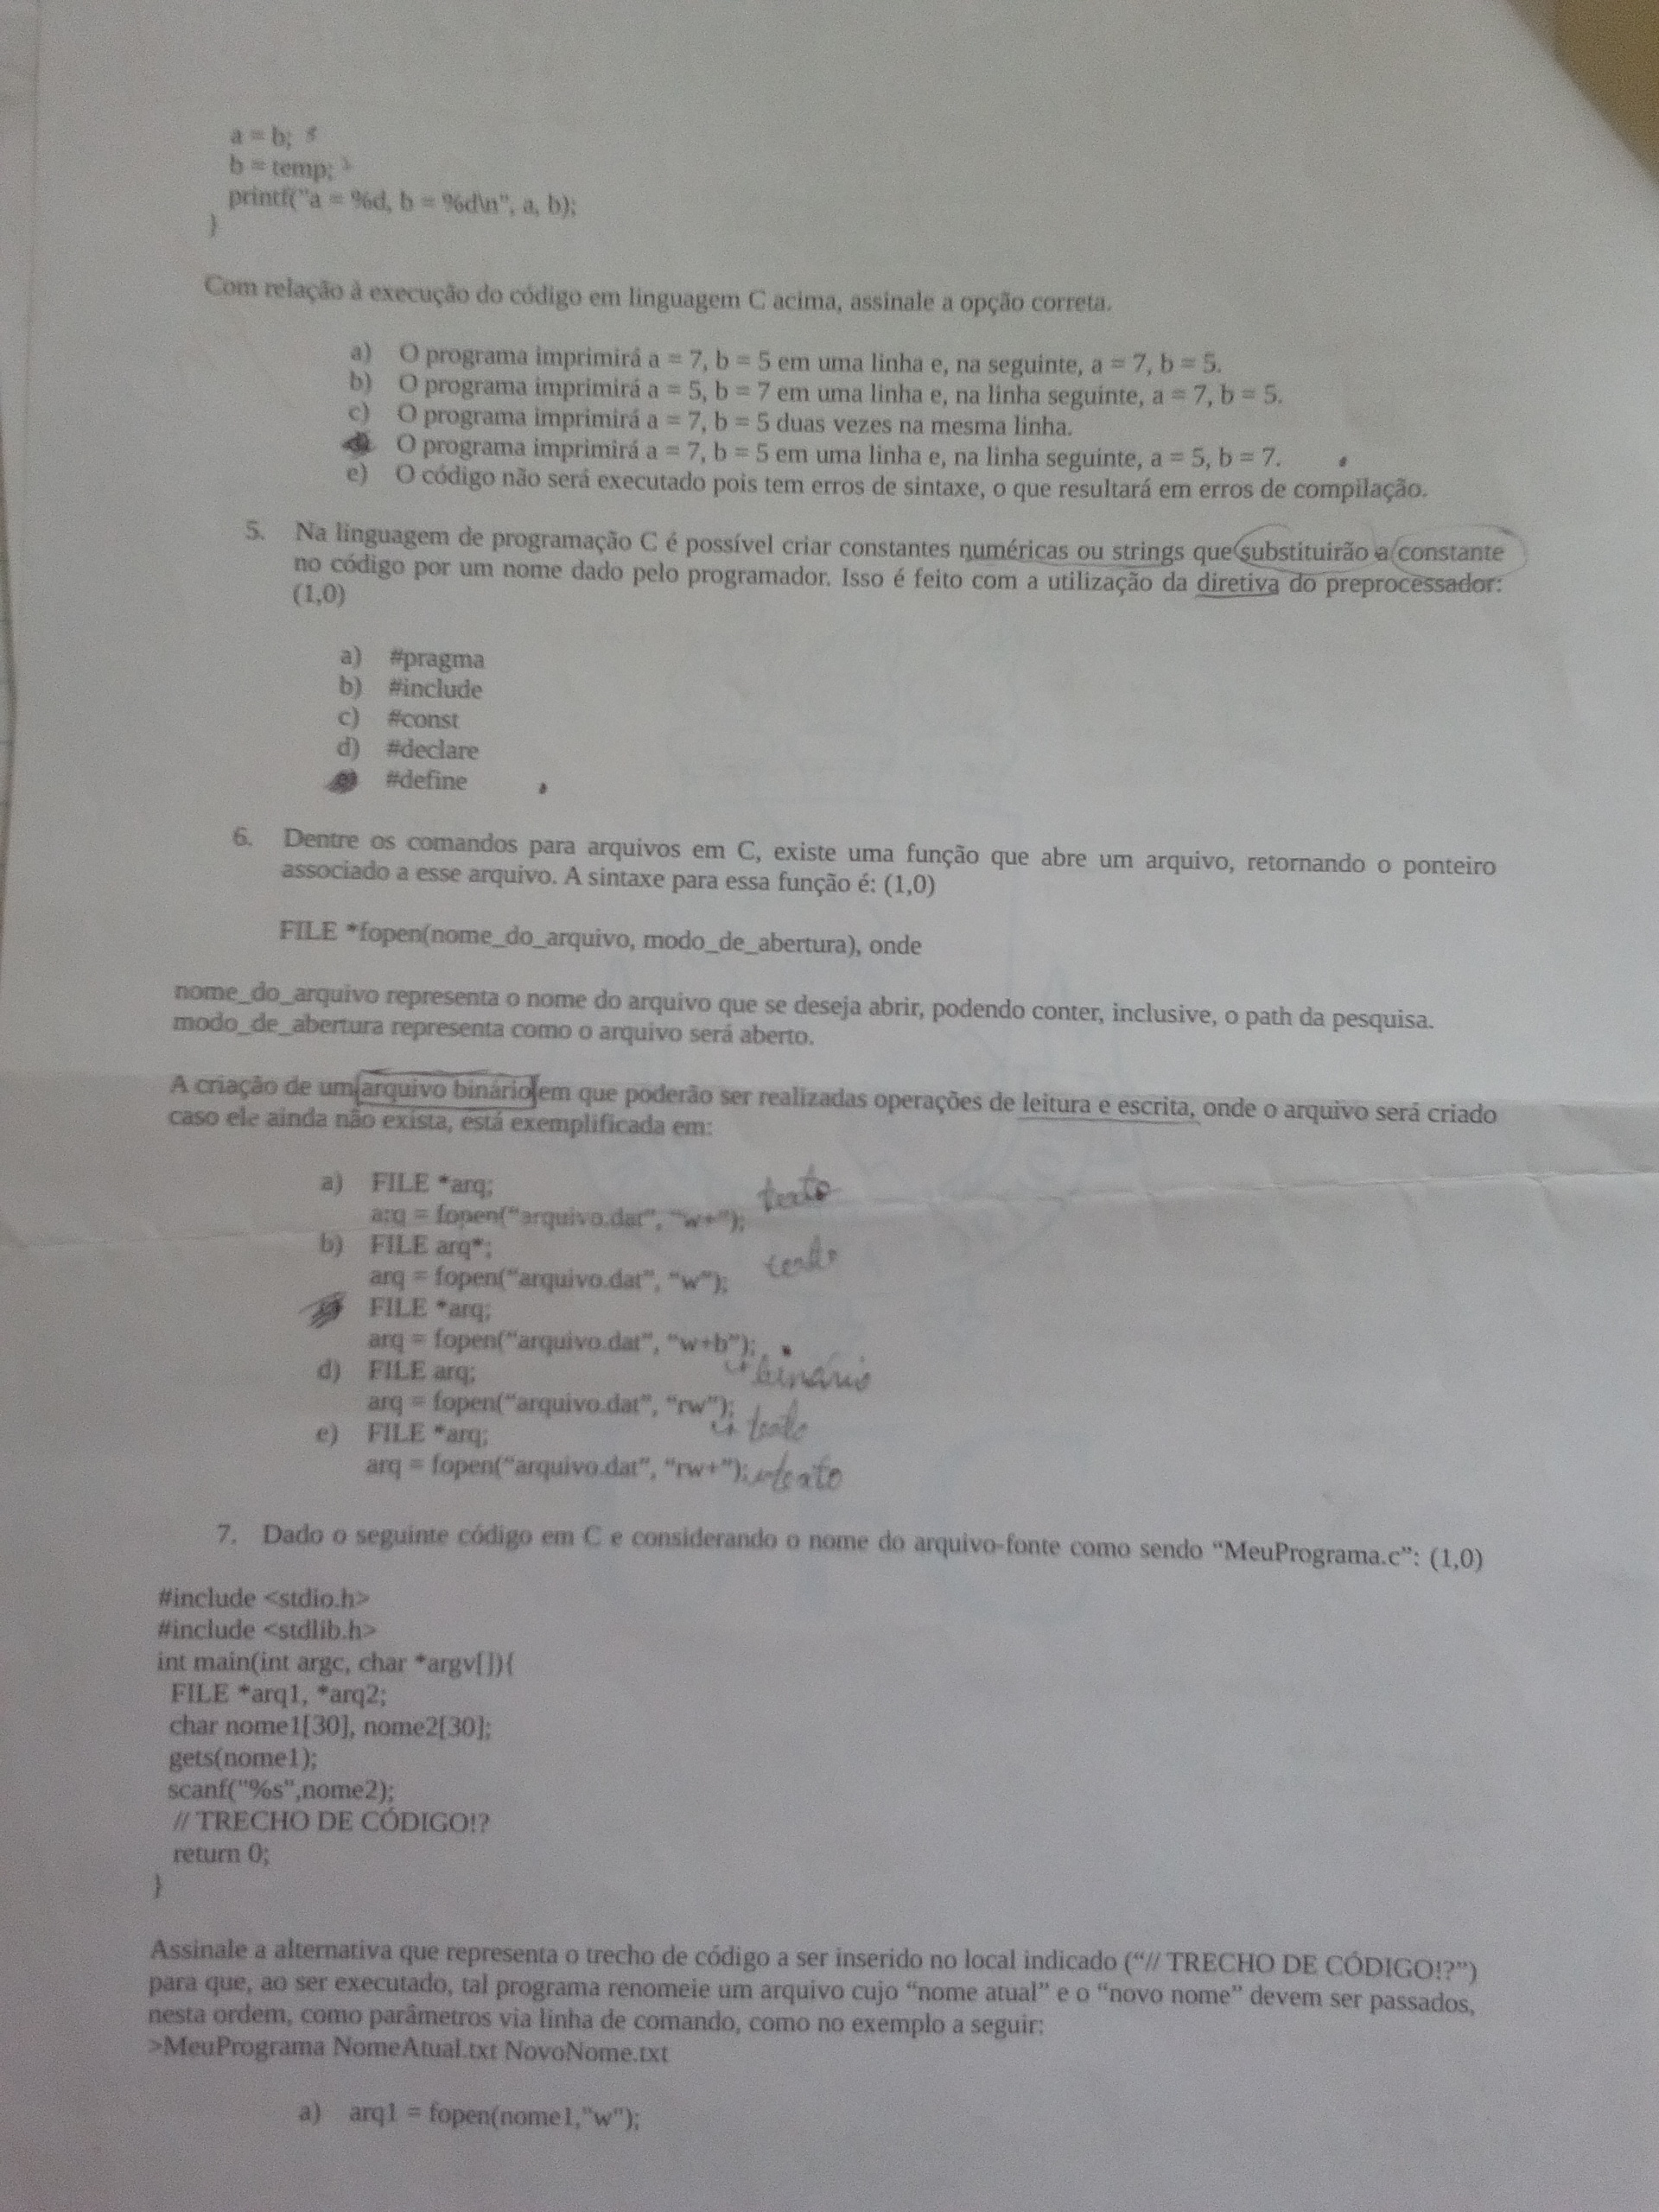 a = b;
b = temp;
printf("a = %d, b = %d\n", a, b);
}
Com relação à execução do código em linguagem C acima, assinale a opção correta.
a) O programa imprimirá a = 7, b = 5 em uma linha e, na seguinte, a = 7, b = 5.
b) O programa imprimirá a = 5, b = 7 em uma linha e, na linha seguinte, a = 7, b = 5.
c) O programa imprimirá a = 7, b = 5 duas vezes na mesma linha.
O programa imprimirá a = 7, b = 5 em uma linha e, na linha seguinte, a = 5, b = 7.
e) O código não será executado pois tem erros de sintaxe, o que resultará em erros de compilação.
5. Na linguagem de programação C é possível criar constantes numéricas ou strings que substituirão a constante
no código por um nome dado pelo programador. Isso é feito com a utilização da diretiva do preprocessador:
(1,0)
a) #pragma
b) #include
c) #const
d) #declare
e) #define
6. Dentre os comandos para arquivos em C, existe uma função que abre um arquivo, retornando o ponteiro
associado a esse arquivo. A sintaxe para essa função é: (1,0)
FILE *fopen(nome_do_arquivo, modo_de_abertura), onde
nome_do_arquivo representa o nome do arquivo que se deseja abrir, podendo conter, inclusive, o path da pesquisa.
modo_de_abertura representa como o arquivo será aberto.
A criação de um arquivo binário em que poderão ser realizadas operações de leitura e escrita, onde o arquivo será criado
caso ele ainda não exista, está exemplificada em:
a) FILE *arq;
arq = fopen("arquivo.dat", "w+"); texto
b) FILE arq*;
arq = fopen("arquivo.dat", "w"); texto
FILE *arq;
arq = fopen("arquivo.dat", "w+b");
binário
d) FILE arq;
arq = fopen("arquivo.dat", "rw");
texto
e) FILE *arq;
arq = fopen("arquivo.dat", "rw+"); texto
7. Dado o seguinte código em C e considerando o nome do arquivo-fonte como sendo “MeuPrograma.c”: (1,0)
#include <stdio.h>
#include <stdlib.h>
int main(int argc, char *argv[]){
FILE *arq1, *arq2;
char nome1[30], nome2[30];
gets(nome1);
scanf("%s",nome2);
// TRECHO DE CÓDIGO!?
return 0;
}
Assinale a alternativa que representa o trecho de código a ser inserido no local indicado (“// TRECHO DE CÓDIGO!?”)
para que, ao ser executado, tal programa renomeie um arquivo cujo “nome atual” e o “novo nome” devem ser passados,
nesta ordem, como parâmetros via linha de comando, como no exemplo a seguir:
>MeuPrograma NomeAtual.txt NovoNome.txt
a) arq1 = fopen(nome1,"w");